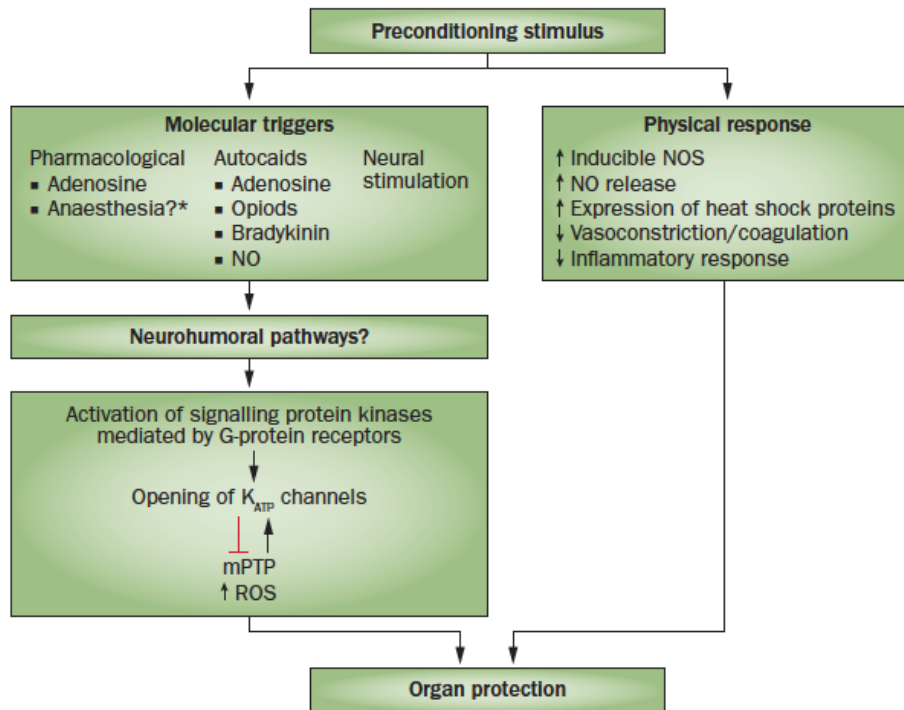 Preconditioning stimulus
Molecular triggers
Pharmacological
▪ Adenosine
▪ Anaesthesia?*
Autocaids
▪ Adenosine
▪ Opiods
▪ Bradykinin
▪ NO
Neural
stimulation
Physical response
↑ Inducible NOS
↑ NO release
↑ Expression of heat shock proteins
↓ Vasoconstriction/coagulation
↓ Inflammatory response
Neurohumoral pathways?
Activation of signalling protein kinases
mediated by G-protein receptors
Opening of K_ATP channels
mPTP
↑ ROS
Organ protection